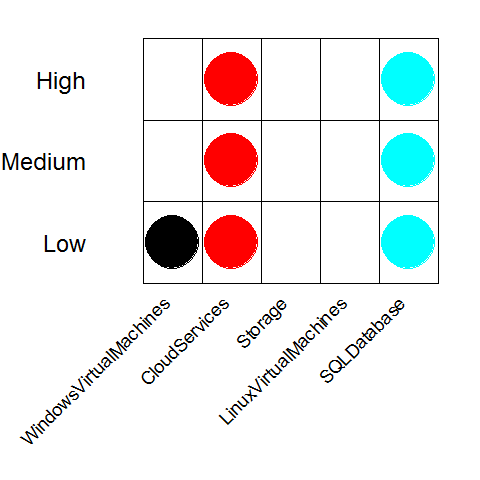 High
Medium
Low
WindowsVirtualMachines
CloudServices
Storage
LinuxVirtualMachines
SQLDatabase